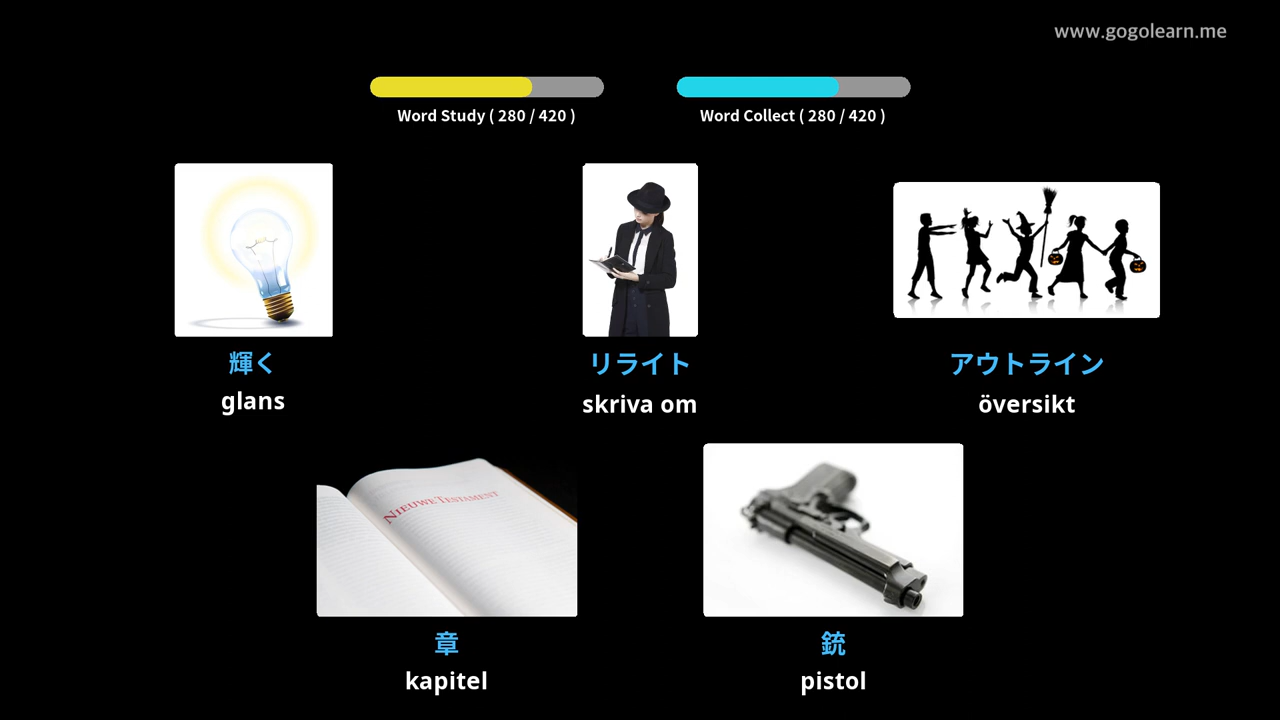 www.gogolearn.me
Word Study ( 280 / 420 )
Word Collect ( 280 / 420 )
輝く
glans
リライト
skriva om
アウトライン
översikt
NIEUWE TESTAMENT
章
kapitel
銃
pistol